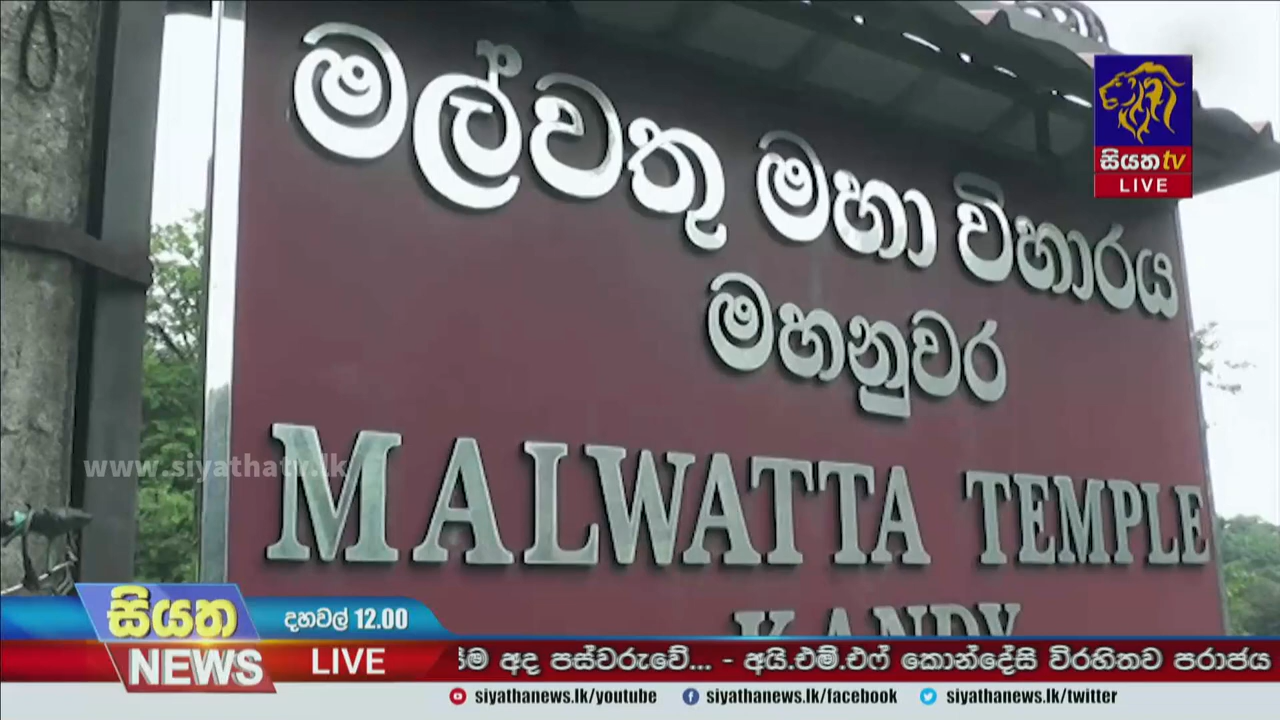 මල්වතු මහා විහාරය
මහනුවර
MALWATTA TEMPLE
KANDY
සියත tv
LIVE
www.siyathatv.lk
සියත
NEWS
දහවල් 12.00
LIVE
අද පස්වරුවේ... - අයි.එම්.එෆ් කොන්දේසි විරහිතව පරාජය
siyathanews.lk/youtube
siyathanews.lk/facebook
siyathanews.lk/twitter